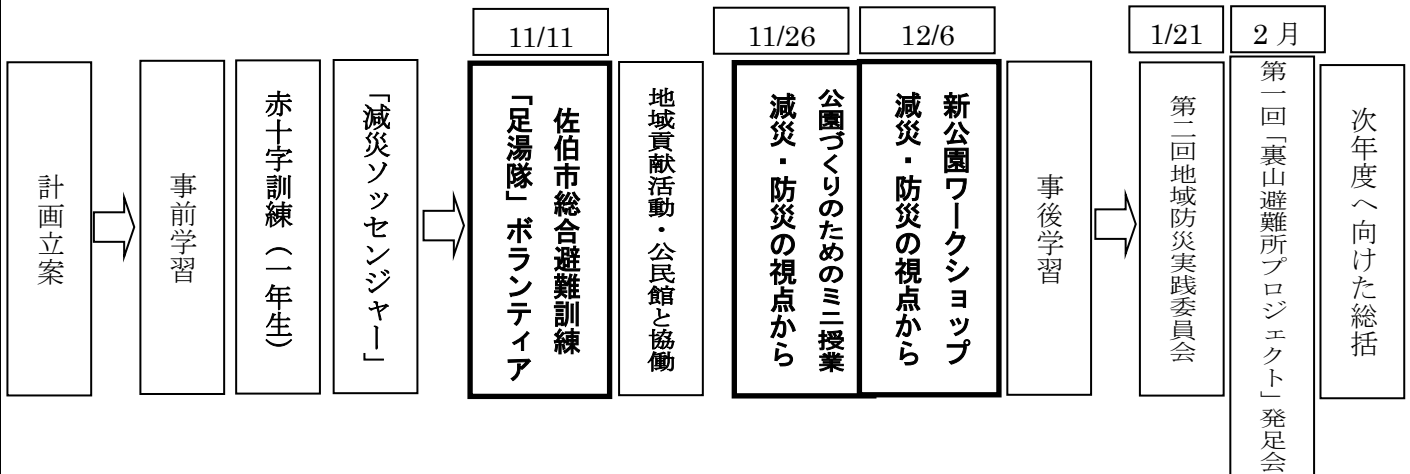 計画立案
事前学習
赤十字訓練（一年生）
「減災ソッセンジャー」
11/11
佐伯市総合避難訓練
「足湯隊」ボランティア
地域貢献活動・公民館と協働
11/26
公園づくりのためのミニ授業
減災・防災の視点から
12/6
新公園ワークショップ
減災・防災の視点から
事後学習
1/21
第二回地域防災実践委員会
2 月
第一回「裏山避難所プロジェクト」発足会
次年度へ向けた総括